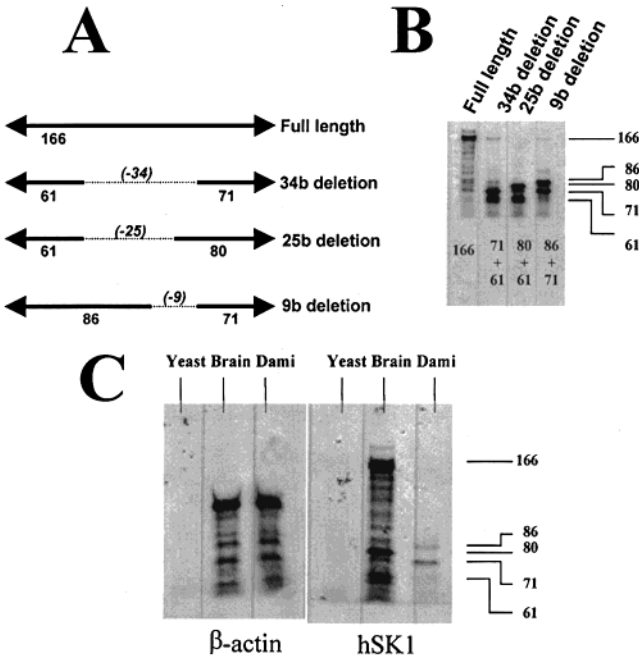 A
B
Full length
34b deletion
25b deletion
9b deletion
166
Full length
(-34)
61
71
34b deletion
(-25)
61
80
25b deletion
(-9)
86
71
9b deletion
166
86
80
71
61
166
71
+
61
80
+
61
86
+
71
C
Yeast Brain Dami
Yeast Brain Dami
166
86
80
71
61
β-actin
hSK1